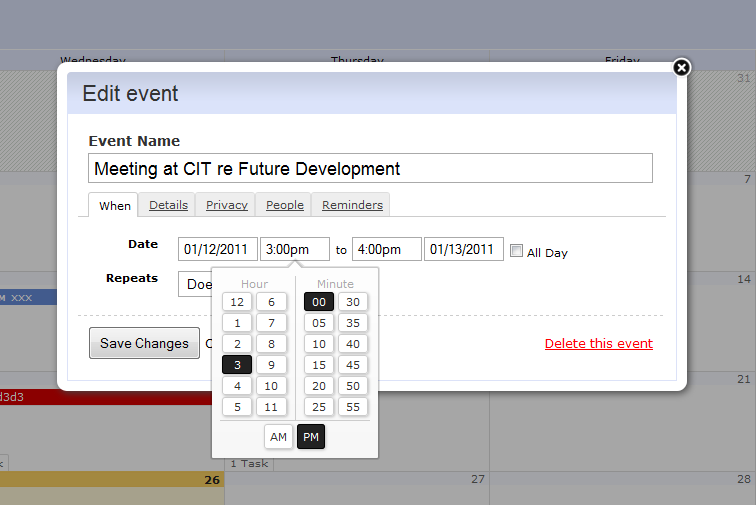 Wednesday Thursday Friday
31
Edit event
Event Name
Meeting at CIT re Future Development
7
When Details Privacy People Reminders
Date 01/12/2011 3:00pm to 4:00pm 01/13/2011 All Day
Repeats Doe
14
Hour Minute
xxx
12 6 00 30
1 7 05 35
2 8 10 40
Save Changes C Delete this event
3 9 15 45
21
4 10 20 50
d3d3
5 11 25 55
AM PM
k 1 Task
26 27 28